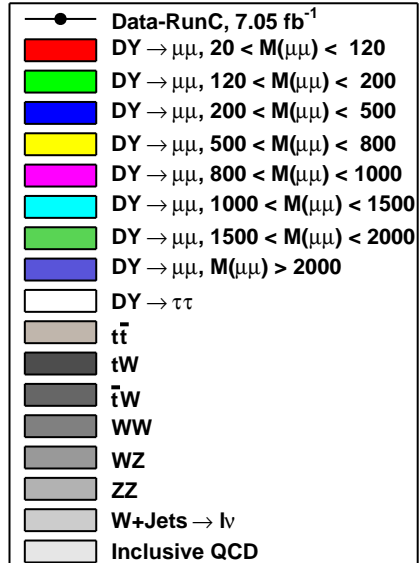 Data-RunC, 7.05 fb⁻¹
DY → μμ, 20 < M(μμ) < 120
DY → μμ, 120 < M(μμ) < 200
DY → μμ, 200 < M(μμ) < 500
DY → μμ, 500 < M(μμ) < 800
DY → μμ, 800 < M(μμ) < 1000
DY → μμ, 1000 < M(μμ) < 1500
DY → μμ, 1500 < M(μμ) < 2000
DY → μμ, M(μμ) > 2000
DY → ττ
tt̄
tW
t̄W
WW
WZ
ZZ
W+Jets → lν
Inclusive QCD